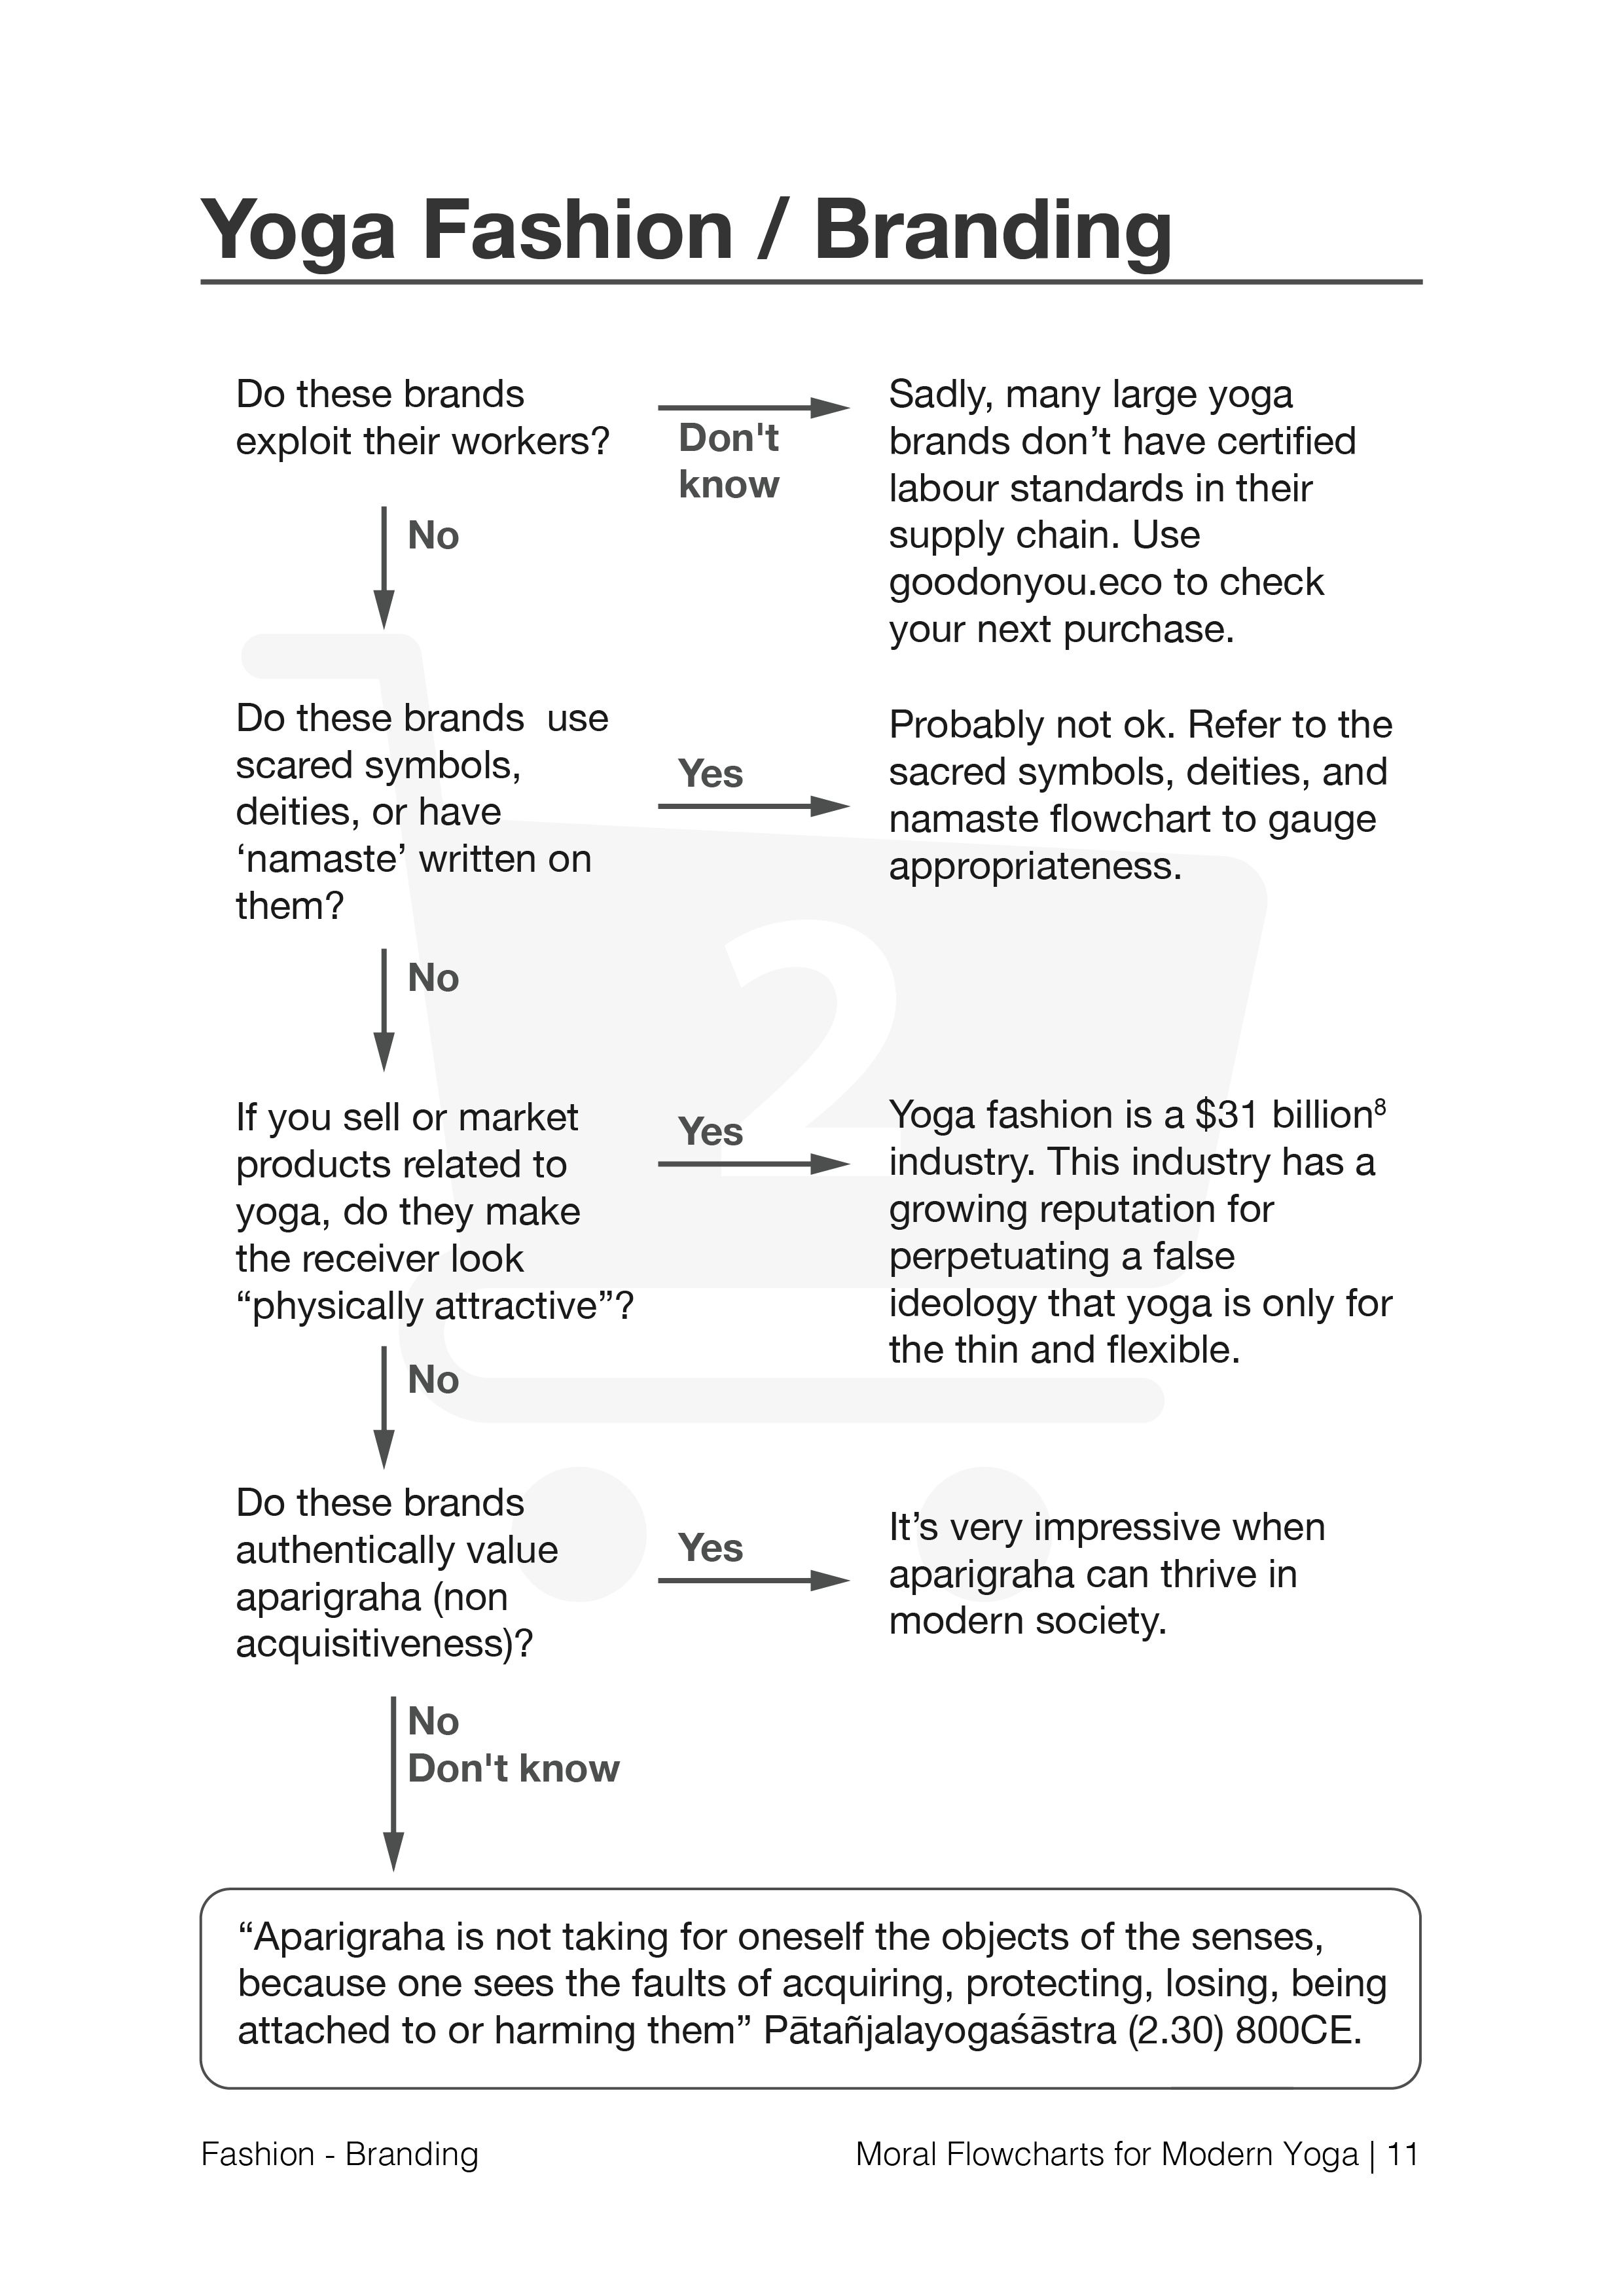 Yoga Fashion / Branding
Do these brands
exploit their workers?
Don't
know
Sadly, many large yoga
brands don’t have certified
labour standards in their
supply chain. Use
goodonyou.eco to check
your next purchase.
No
Do these brands  use
scared symbols,
deities, or have
‘namaste’ written on
them?
Yes
Probably not ok. Refer to the
sacred symbols, deities, and
namaste flowchart to gauge
appropriateness.
2
No
If you sell or market
products related to
yoga, do they make
the receiver look
“physically attractive”?
Yes
Yoga fashion is a $31 billion⁸
industry. This industry has a
growing reputation for
perpetuating a false
ideology that yoga is only for
the thin and flexible.
No
Do these brands
authentically value
aparigraha (non
acquisitiveness)?
Yes
It’s very impressive when
aparigraha can thrive in
modern society.
No
Don't know
“Aparigraha is not taking for oneself the objects of the senses,
because one sees the faults of acquiring, protecting, losing, being
attached to or harming them” Pātañjalayogaśāstra (2.30) 800CE.
Fashion - Branding
Moral Flowcharts for Modern Yoga | 11